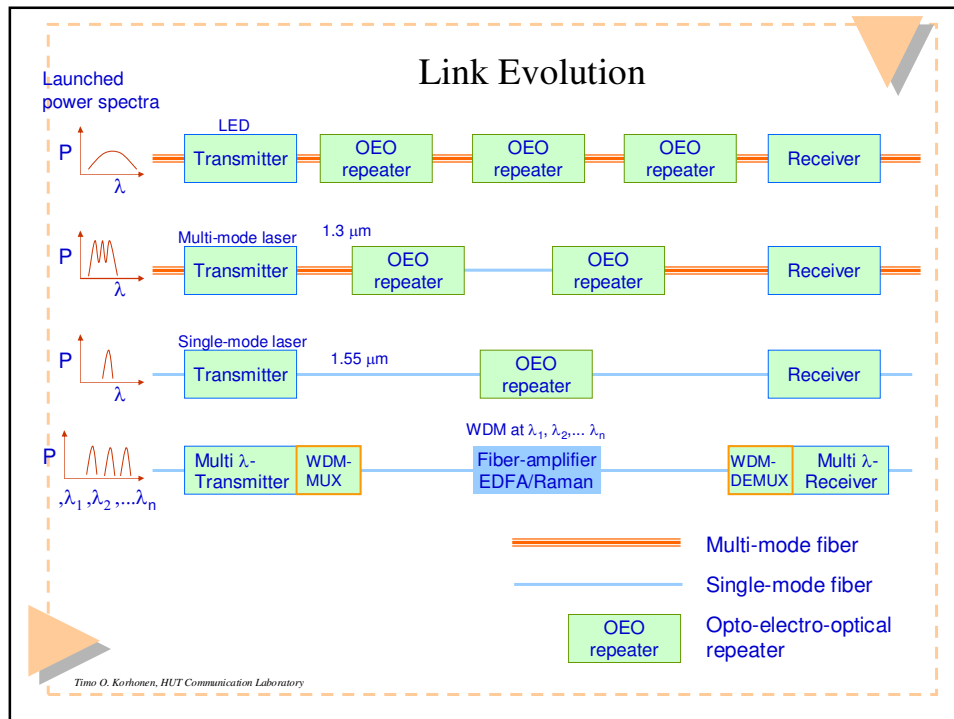 Link Evolution
Launched
power spectra
P
λ
LED
Transmitter
OEO
repeater
OEO
repeater
OEO
repeater
Receiver
P
λ
Multi-mode laser
Transmitter
1.3 μm
OEO
repeater
OEO
repeater
Receiver
P
λ
Single-mode laser
Transmitter
1.55 μm
OEO
repeater
Receiver
P
,λ1 ,λ2 ,...λn
Multi λ-
Transmitter
WDM-
MUX
WDM at λ1, λ2,... λn
Fiber-amplifier
EDFA/Raman
WDM-
DEMUX
Multi λ-
Receiver
Multi-mode fiber
Single-mode fiber
OEO
repeater
Opto-electro-optical
repeater
Timo O. Korhonen, HUT Communication Laboratory